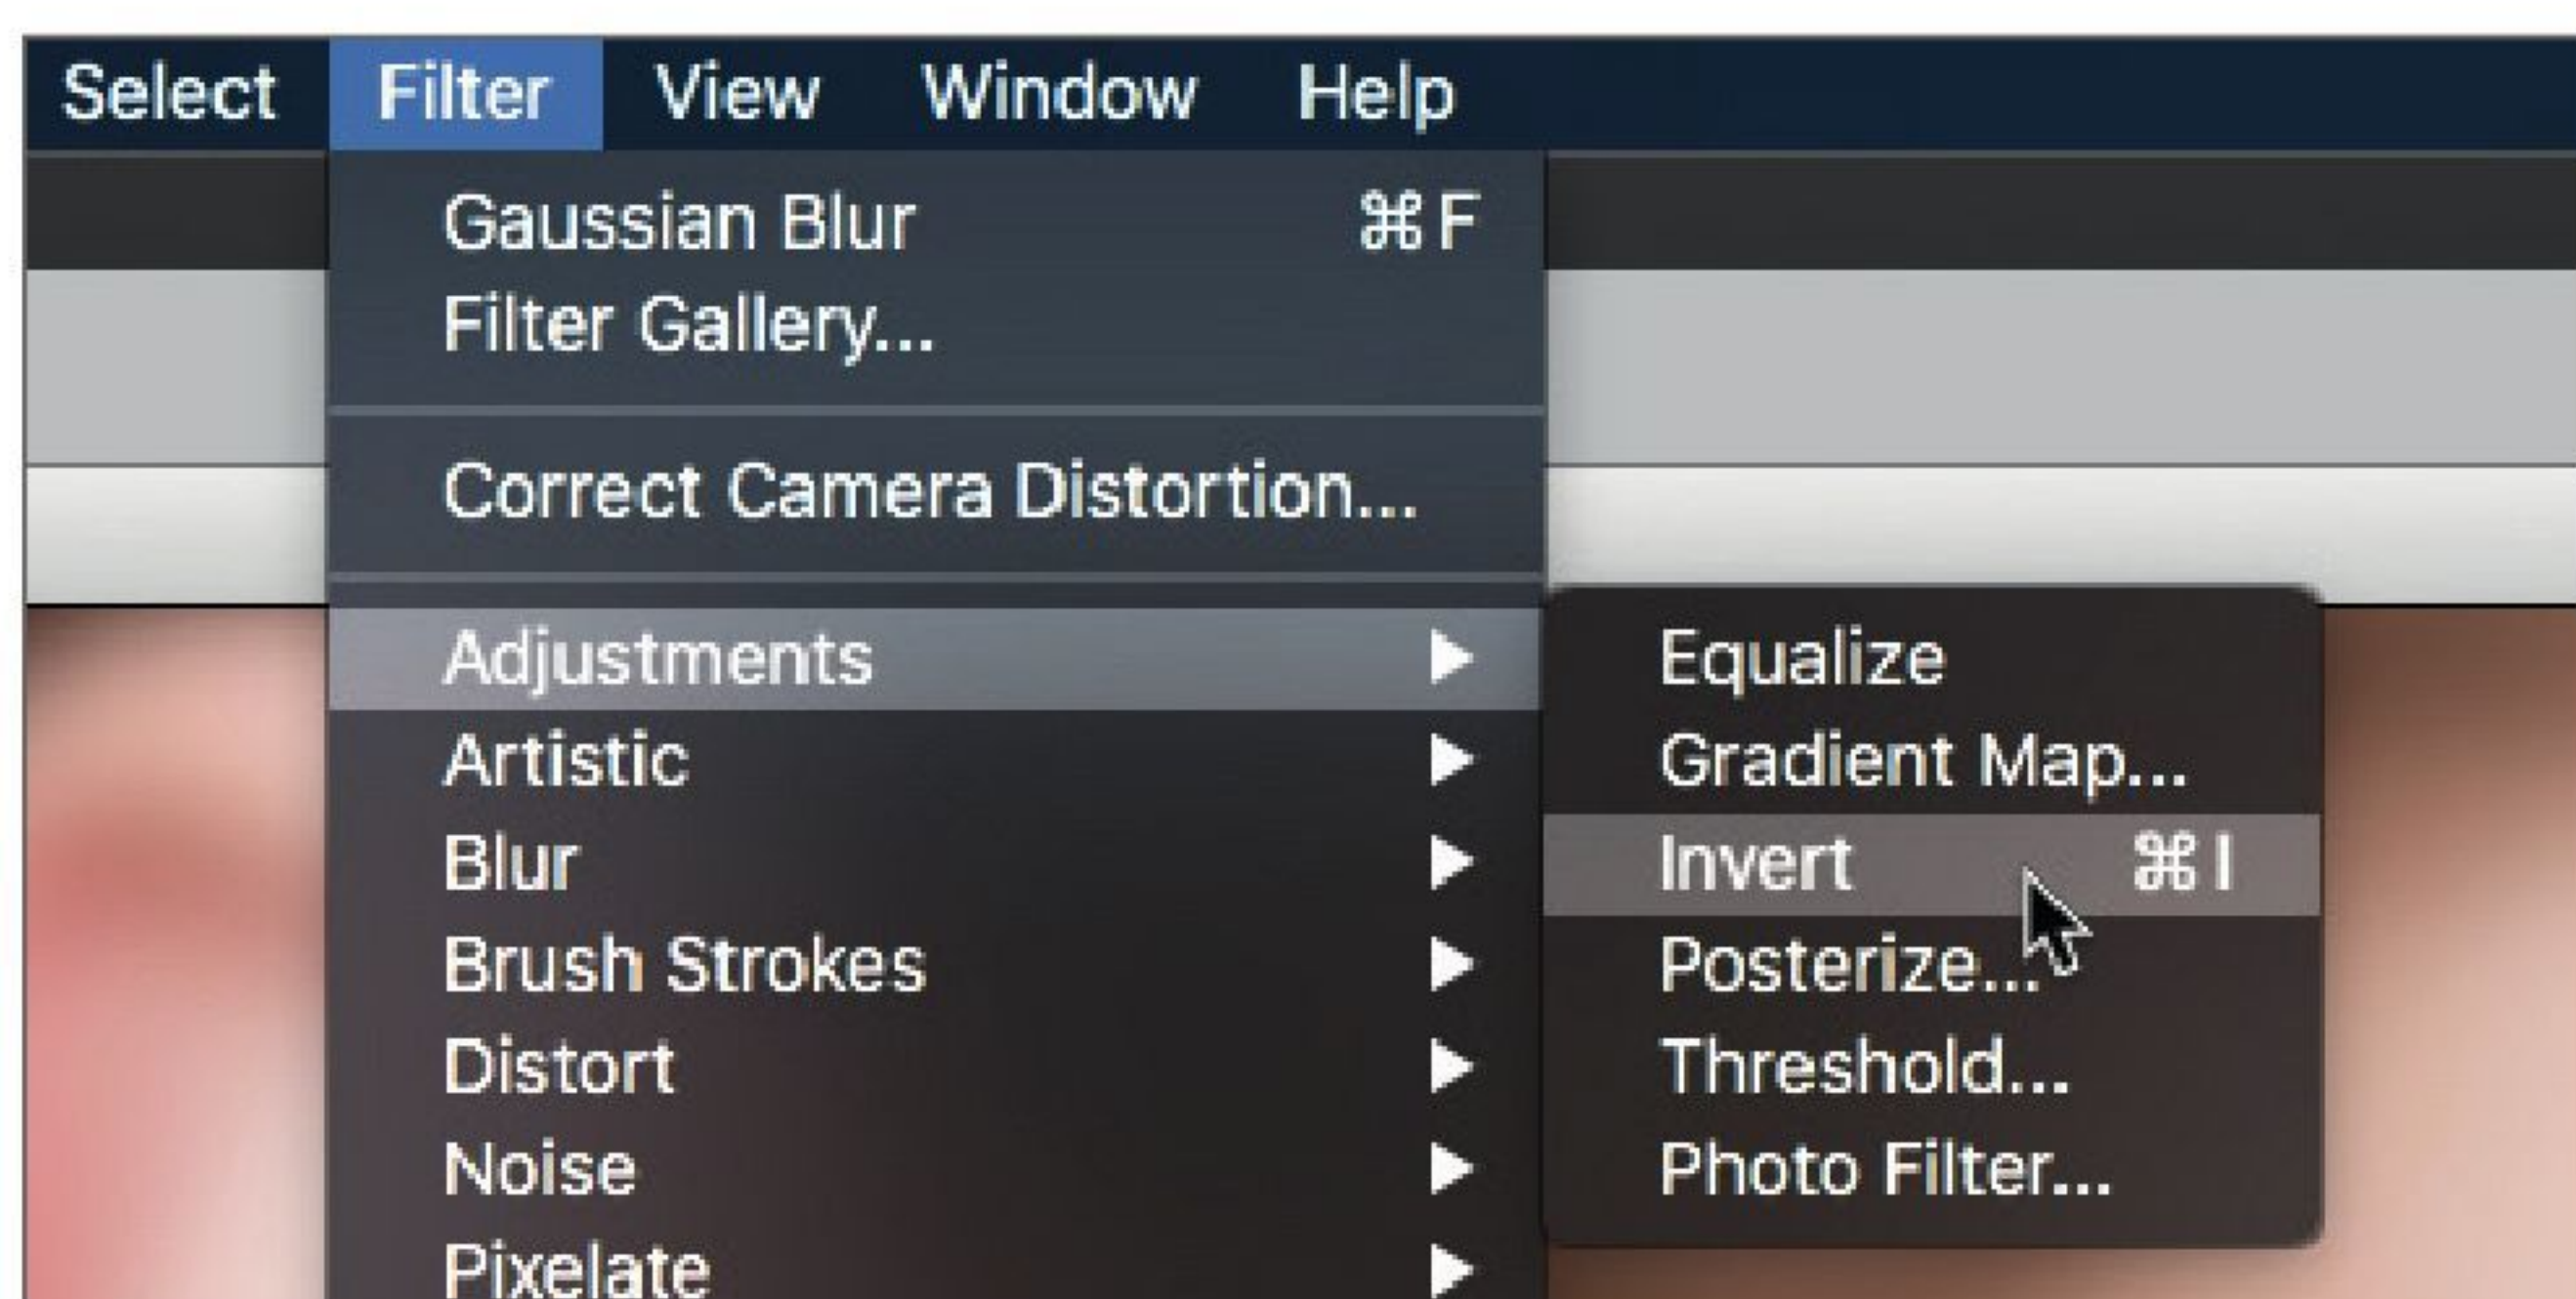 Select Filter View Window Help
Gaussian Blur ⌘F
Filter Gallery...
Correct Camera Distortion...
Adjustments ▶
Artistic ▶
Blur ▶
Brush Strokes ▶
Distort ▶
Noise ▶
Pixelate ▶
Equalize
Gradient Map...
Invert ⌘I
Posterize...
Threshold...
Photo Filter...